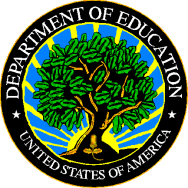 DEPARTMENT OF EDUCATION
UNITED STATES OF AMERICA